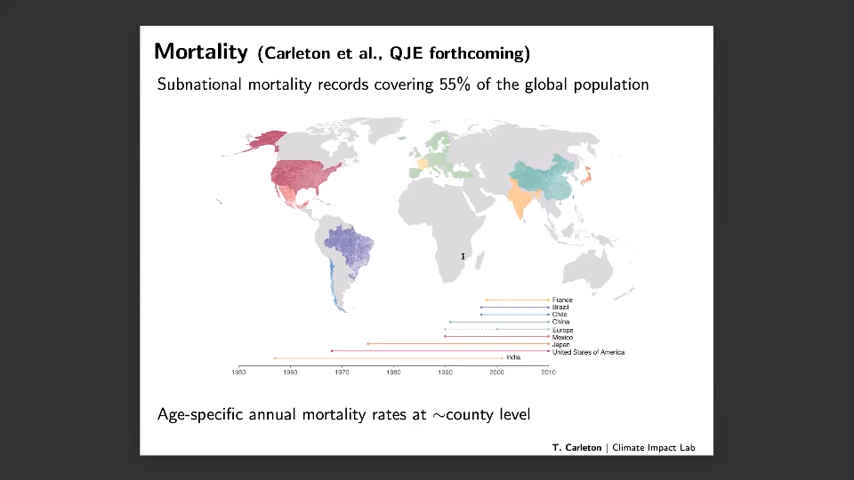 Mortality (Carleton et al., QJE forthcoming)
Subnational mortality records covering 55% of the global population
France
Brazil
Chile
China
Europe
Mexico
Japan
United States of America
India
1950 1960 1970 1980 1990 2000 2010
Age-specific annual mortality rates at ~county level
T. Carleton | Climate Impact Lab